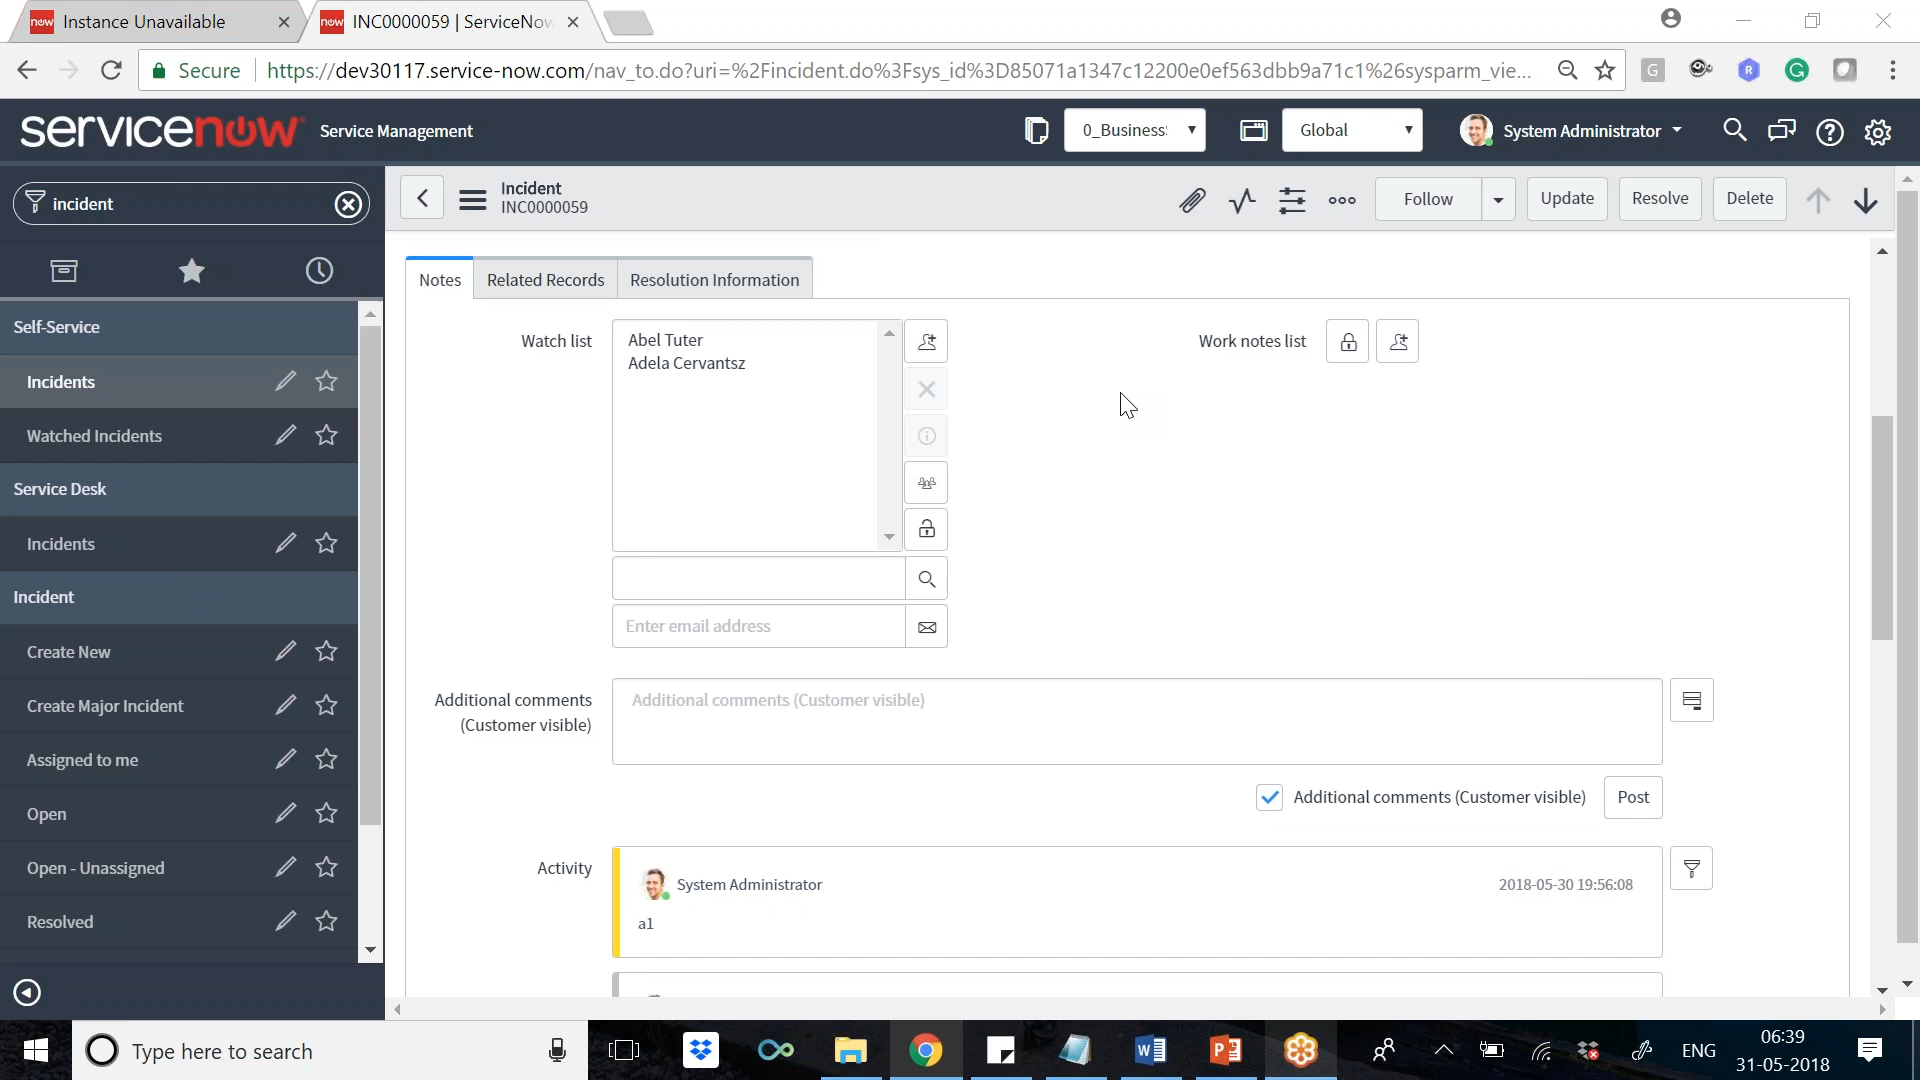 now Instance Unavailable
now INC0000059 | ServiceNow
Secure https://dev30117.service-now.com/nav_to.do?uri=%2Fincident.do%3Fsys_id%3D85071a1347c12200e0ef563dbb9a71c1%26sysparm_vie...
servicenow Service Management
0_Business
Global
System Administrator
incident
Incident
INC0000059
Follow
Update
Resolve
Delete
Self-Service
Incidents
Watched Incidents
Service Desk
Incidents
Incident
Create New
Create Major Incident
Assigned to me
Open
Open - Unassigned
Resolved
Notes
Related Records
Resolution Information
Watch list
Abel Tuter
Adela Cervantsz
Work notes list
Enter email address
Additional comments
(Customer visible)
Additional comments (Customer visible)
Additional comments (Customer visible)
Post
Activity
System Administrator
2018-05-30 19:56:08
a1
Type here to search
ENG
06:39
31-05-2018